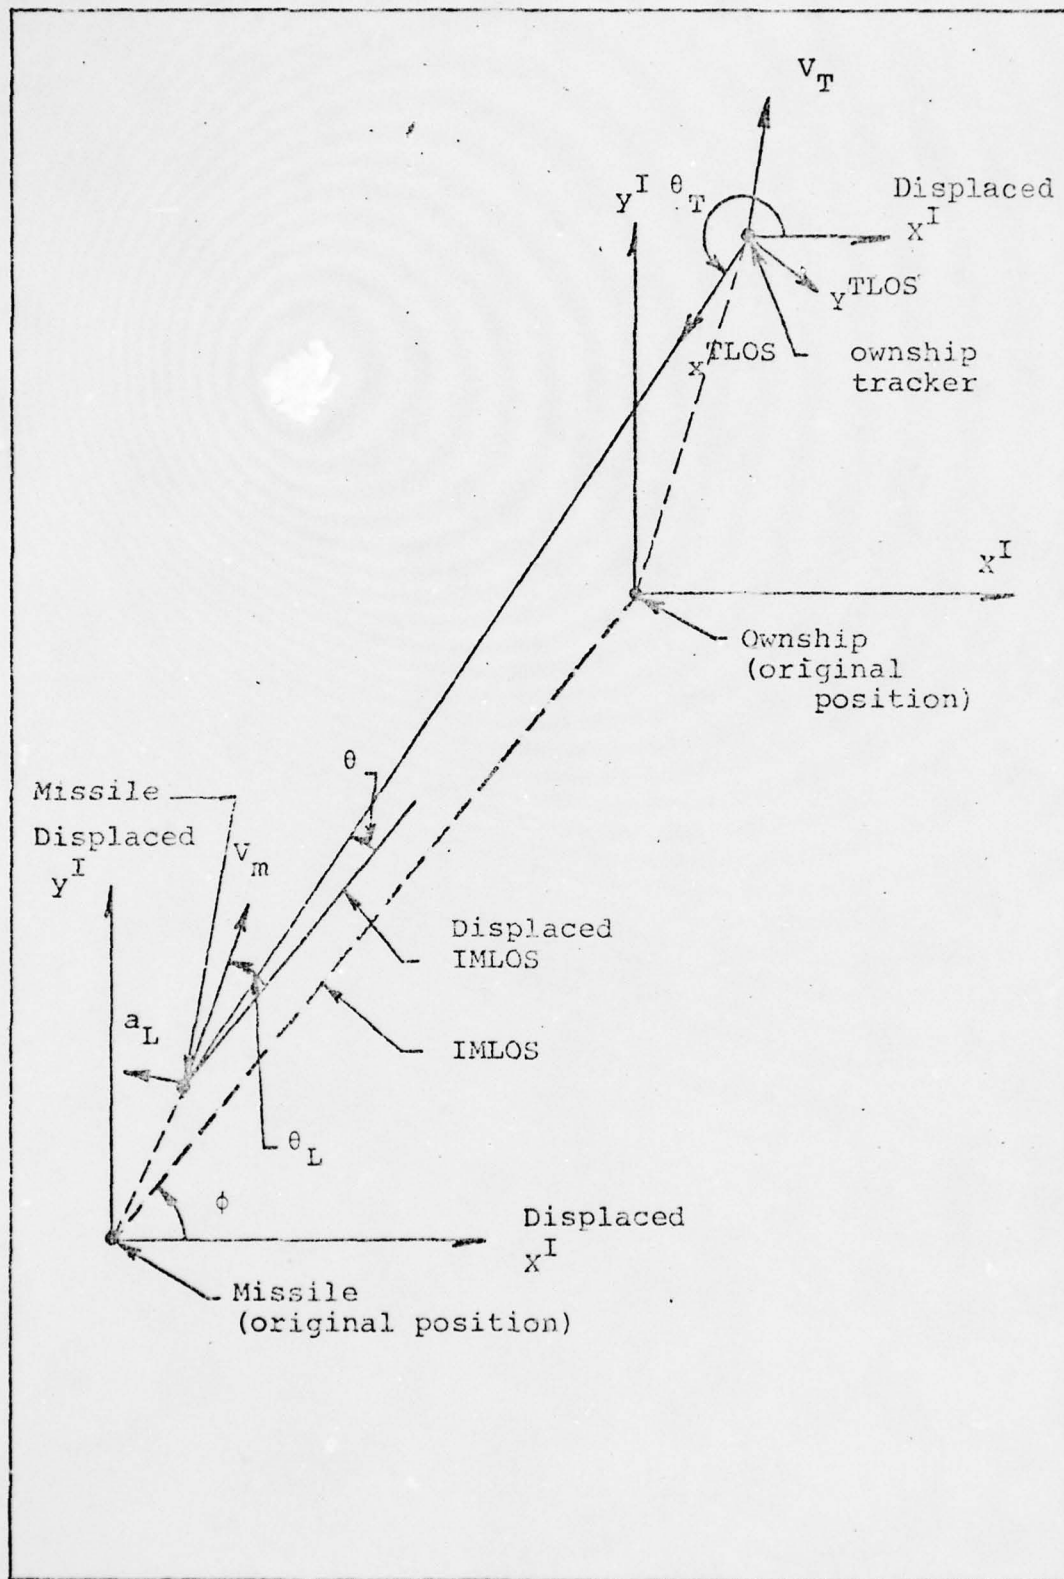 V_T
y^I
θ_T
Displaced
X^I
Y^TLOS
x^TLOS
ownship
tracker
X^I
Ownship
(original
position)
θ
Missile
Displaced
y^I
V_m
Displaced
IMLOS
a_L
IMLOS
θ_L
ϕ
Displaced
X^I
Missile
(original position)